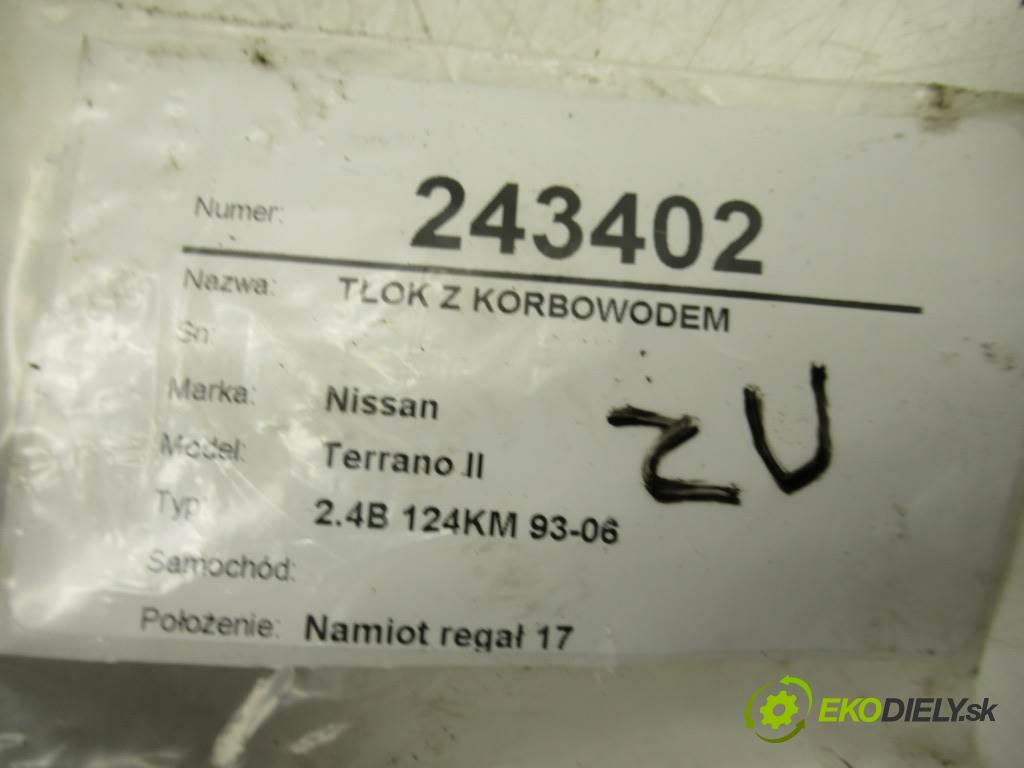 Numer: 243402
Nazwa: TŁOK Z KORBOWODEM
Sn:
Marka: Nissan
Model: Terrano II
Typ: 2.4B 124KM 93-06
Samochód:
Położenie: Namiot regał 17
ZU
EKODIELY.sk